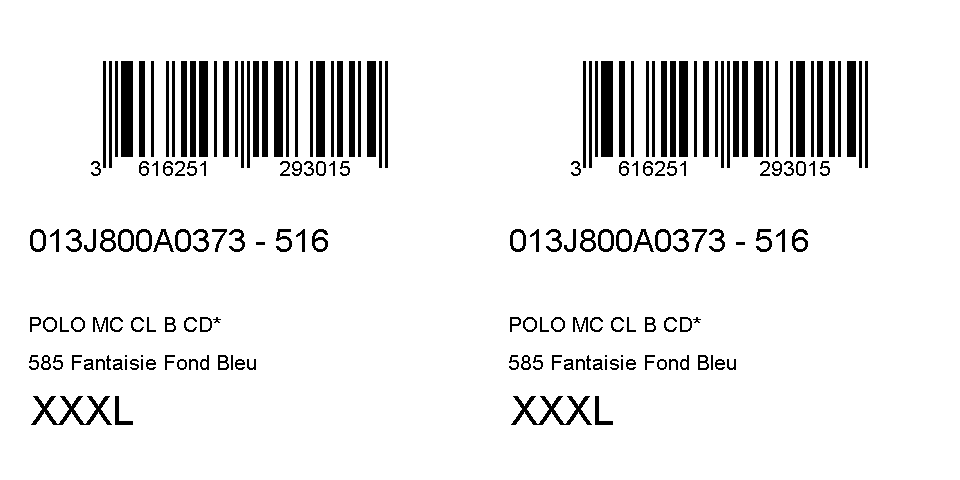 3 616251 293015
013J800A0373 - 516
POLO MC CL B CD*
585 Fantaisie Fond Bleu
XXXL
3 616251 293015
013J800A0373 - 516
POLO MC CL B CD*
585 Fantaisie Fond Bleu
XXXL